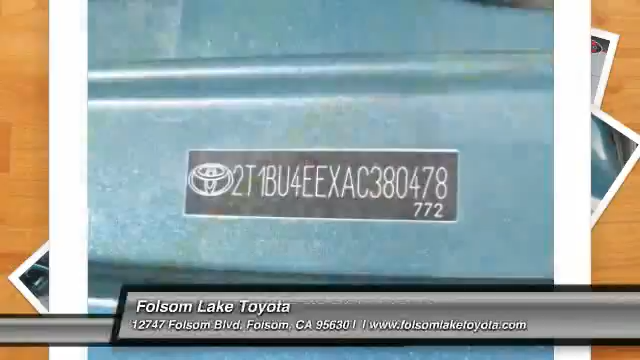 2T1BU4EEXAC380478
772
Folsom Lake Toyota
12747 Folsom Blvd, Folsom, CA 95630 | | www.folsomlaketoyota.com